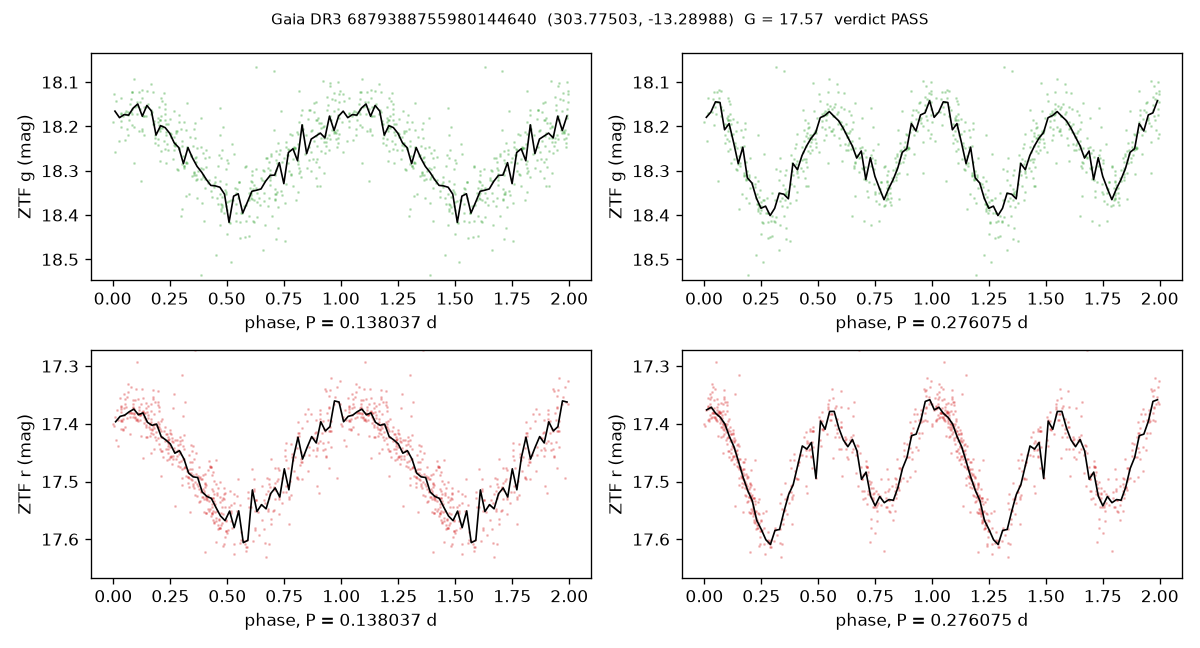 Gaia DR3 6879388755980144640 (303.77503, -13.28988) G = 17.57 verdict PASS
ZTF g (mag)
18.1
18.2
18.3
18.4
18.5
0.00 0.25 0.50 0.75 1.00 1.25 1.50 1.75 2.00
phase, P = 0.138037 d
ZTF g (mag)
18.1
18.2
18.3
18.4
18.5
0.00 0.25 0.50 0.75 1.00 1.25 1.50 1.75 2.00
phase, P = 0.276075 d
ZTF r (mag)
17.3
17.4
17.5
17.6
0.00 0.25 0.50 0.75 1.00 1.25 1.50 1.75 2.00
phase, P = 0.138037 d
ZTF r (mag)
17.3
17.4
17.5
17.6
0.00 0.25 0.50 0.75 1.00 1.25 1.50 1.75 2.00
phase, P = 0.276075 d